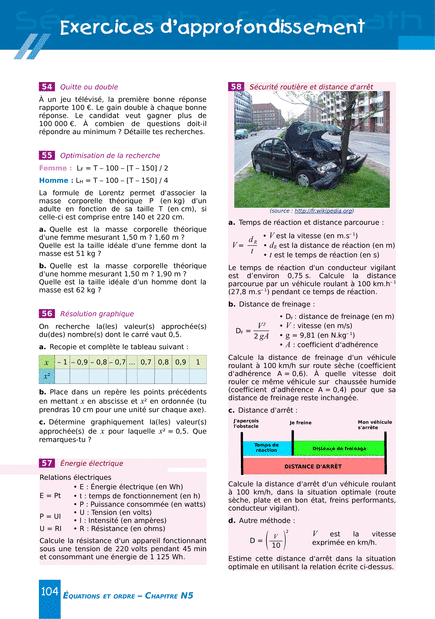 Exercices d'approfondissement
54 Quitte ou double
À un jeu télévisé, la première bonne réponse
rapporte 100 €. Le gain double à chaque bonne
réponse. Le candidat veut gagner plus de
100 000 €. À combien de questions doit-il
répondre au minimum ? Détaille tes recherches.
55 Optimisation de la recherche
Femme : LF = T – 100 – [T – 150] / 2
Homme : LH = T – 100 – [T – 150] / 4
La formule de Lorentz permet d'associer la
masse corporelle théorique P (en kg) d'un
adulte en fonction de sa taille T (en cm), si
celle-ci est comprise entre 140 et 220 cm.
a. Quelle est la masse corporelle théorique
d'une femme mesurant 1,50 m ? 1,60 m ?
Quelle est la taille idéale d'une femme dont la
masse est 51 kg ?
b. Quelle est la masse corporelle théorique
d'une homme mesurant 1,50 m ? 1,90 m ?
Quelle est la taille idéale d'un homme dont la
masse est 62 kg ?
56 Résolution graphique
On recherche la(les) valeur(s) approchée(s)
du(des) nombre(s) dont le carré vaut 0,5.
a. Recopie et complète le tableau suivant :
x – 1 – 0,9 – 0,8 – 0,7 ... 0,7 0,8 0,9 1
x²
b. Place dans un repère les points précédents
en mettant x en abscisse et x² en ordonnée (tu
prendras 10 cm pour une unité sur chaque axe).
c. Détermine graphiquement la(les) valeur(s)
approchée(s) de x pour laquelle x² = 0,5. Que
remarques-tu ?
57 Énergie électrique
Relations électriques
E = Pt
• E : Énergie électrique (en Wh)
• t : temps de fonctionnement (en h)
• P : Puissance consommée (en watts)
P = UI
• U : Tension (en volts)
• I : Intensité (en ampères)
U = RI
• R : Résistance (en ohms)
Calcule la résistance d'un appareil fonctionnant
sous une tension de 220 volts pendant 45 min
et consommant une énergie de 1 125 Wh.
58 Sécurité routière et distance d'arrêt
(source : http://fr.wikipedia.org)
a. Temps de réaction et distance parcourue :
V = dR / t
• V est la vitesse (en m.s⁻¹)
• dR est la distance de réaction (en m)
• t est le temps de réaction (en s)
Le temps de réaction d'un conducteur vigilant
est d'environ 0,75 s. Calcule la distance
parcourue par un véhicule roulant à 100 km.h⁻¹
(27,8 m.s⁻¹) pendant ce temps de réaction.
b. Distance de freinage :
DF = V² / 2 gA
• DF : distance de freinage (en m)
• V : vitesse (en m/s)
• g = 9,81 (en N.kg⁻¹)
• A : coefficient d'adhérence
Calcule la distance de freinage d'un véhicule
roulant à 100 km/h sur route sèche (coefficient
d'adhérence A = 0,6). À quelle vitesse doit
rouler ce même véhicule sur chaussée humide
(coefficient d'adhérence A = 0,4) pour que sa
distance de freinage reste inchangée.
c. Distance d'arrêt :
J'aperçois
l'obstacle
Je freine
Mon véhicule
s'arrête
Temps de
réaction
Distance de freinage
DISTANCE D'ARRÊT
Calcule la distance d'arrêt d'un véhicule roulant
à 100 km/h, dans la situation optimale (route
sèche, plate et en bon état, freins performants,
conducteur vigilant).
d. Autre méthode :
D = (V / 10)²
V est la vitesse
exprimée en km/h.
Estime cette distance d'arrêt dans la situation
optimale en utilisant la relation écrite ci-dessus.
104 Équations et ordre – Chapitre N5